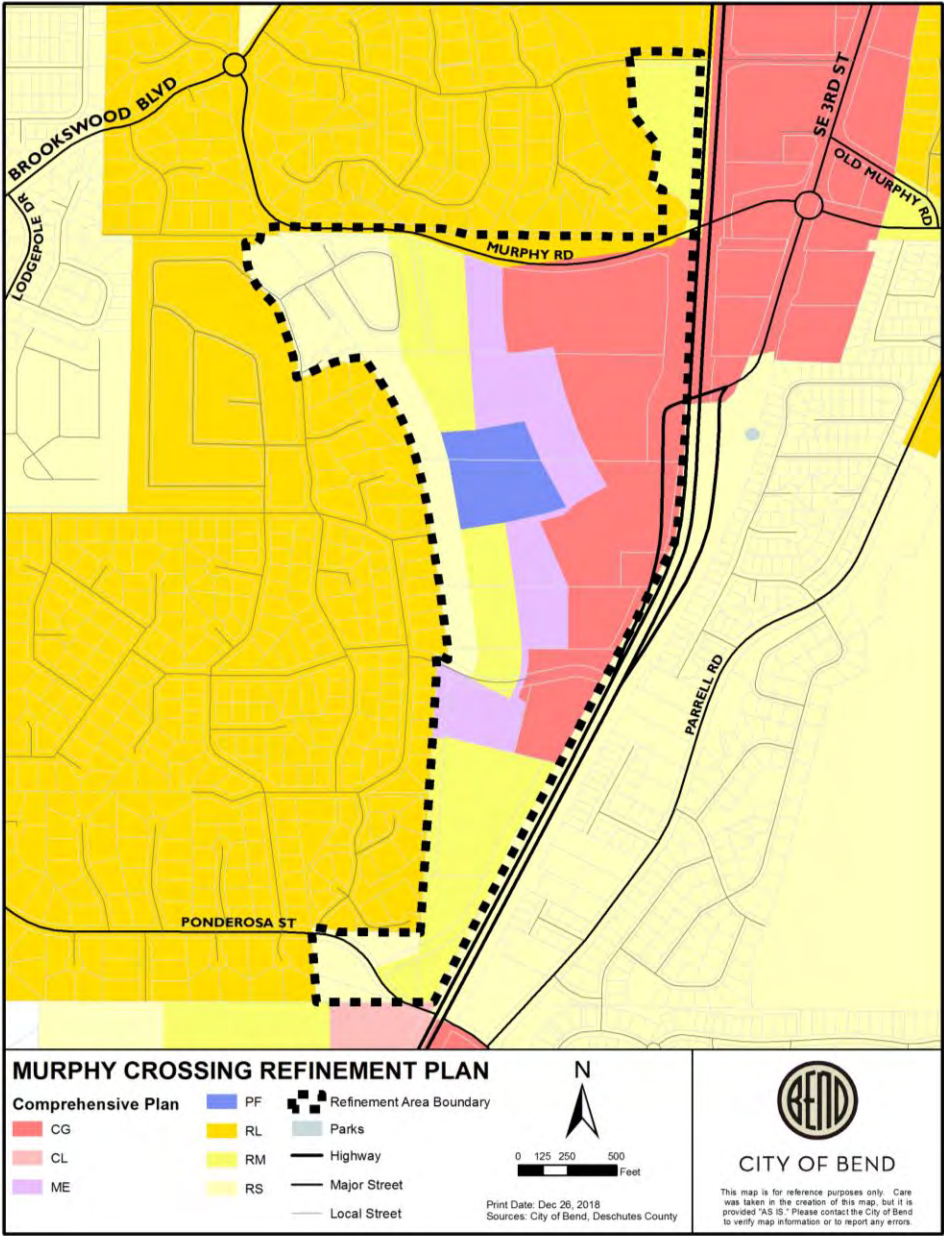 BROOKSWOOD BLVD
LODGEPOLE DR
SE 3RD ST
OLD MURPHY RD
MURPHY RD
PARRELL RD
PONDEROSA ST
MURPHY CROSSING REFINEMENT PLAN
Comprehensive Plan
CG
CL
ME
PF
RL
RM
RS
Refinement Area Boundary
Parks
Highway
Major Street
Local Street
N
0 125 250 500
Feet
Print Date: Dec 26, 2018
Sources: City of Bend, Deschutes County
BEND
CITY OF BEND
This map is for reference purposes only. Care
was taken in the creation of this map, but it is
provided "AS IS." Please contact the City of Bend
to verify map information or to report any errors.